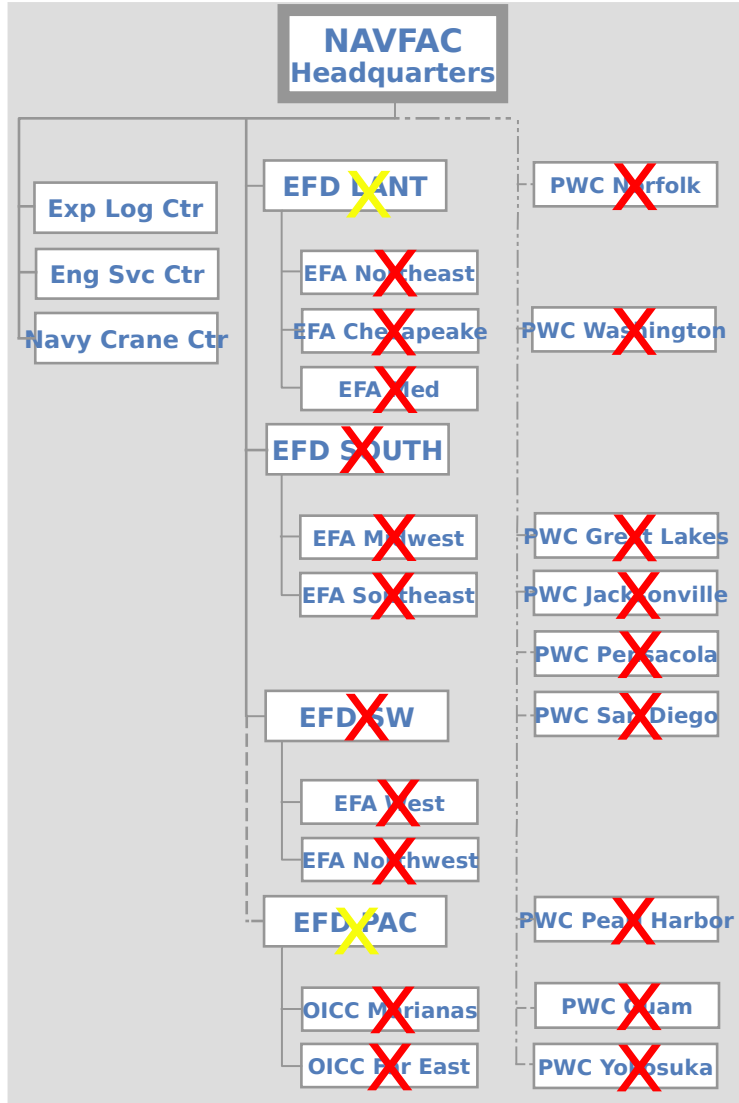 NAVFAC
Headquarters
Exp Log Ctr
Eng Svc Ctr
Navy Crane Ctr
EFD LANT
EFA Northeast
EFA Chesapeake
EFA Med
EFD SOUTH
EFA Midwest
EFA Southeast
EFD SW
EFA West
EFA Northwest
EFD PAC
OICC Marianas
OICC Far East
PWC Norfolk
PWC Washington
PWC Great Lakes
PWC Jacksonville
PWC Pensacola
PWC San Diego
PWC Pearl Harbor
PWC Guam
PWC Yokosuka